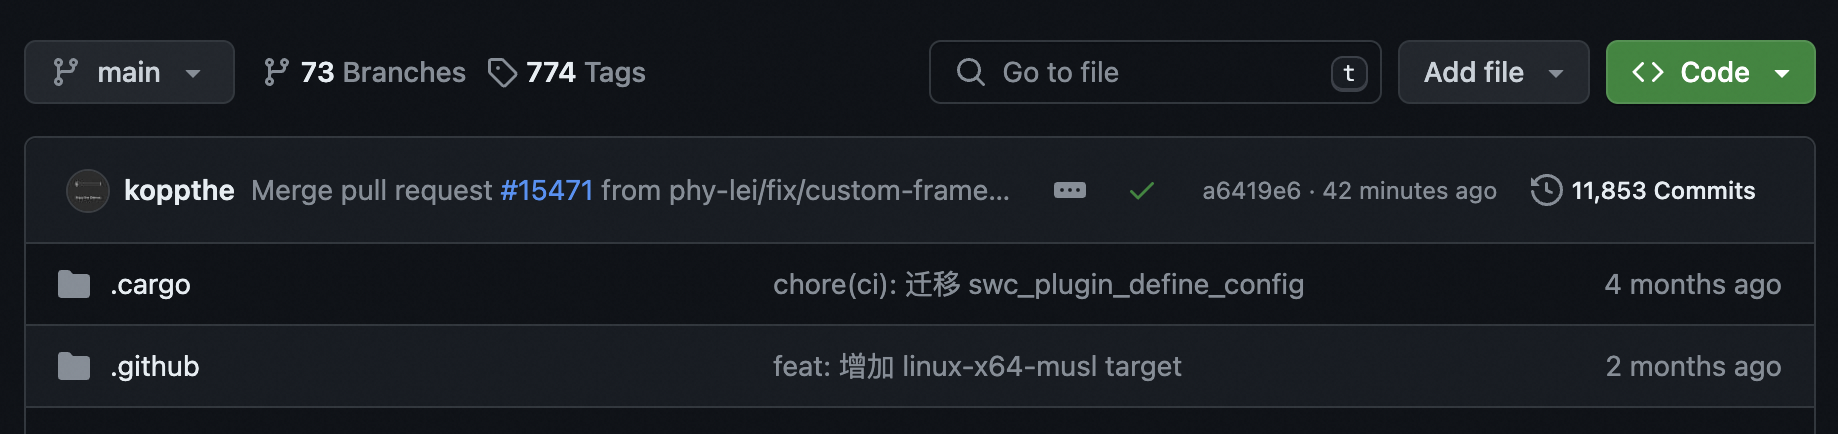 main 73 Branches 774 Tags Go to file t Add file Code
koppthe Merge pull request #15471 from phy-lei/fix/custom-frame... a6419e6 · 42 minutes ago 11,853 Commits
.cargo chore(ci): 迁移 swc_plugin_define_config 4 months ago
.github feat: 增加 linux-x64-musl target 2 months ago